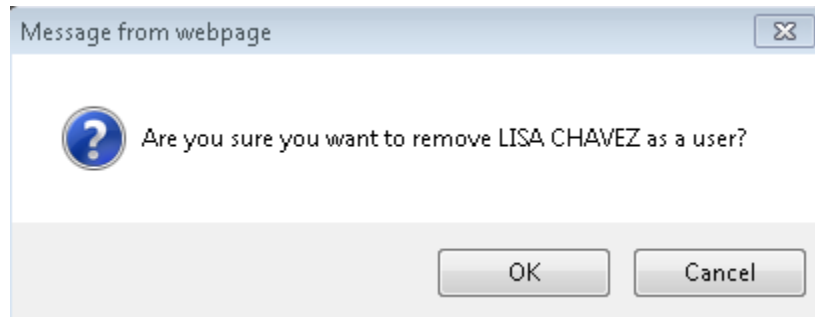 Message from webpage
Are you sure you want to remove LISA CHAVEZ as a user?
OK Cancel